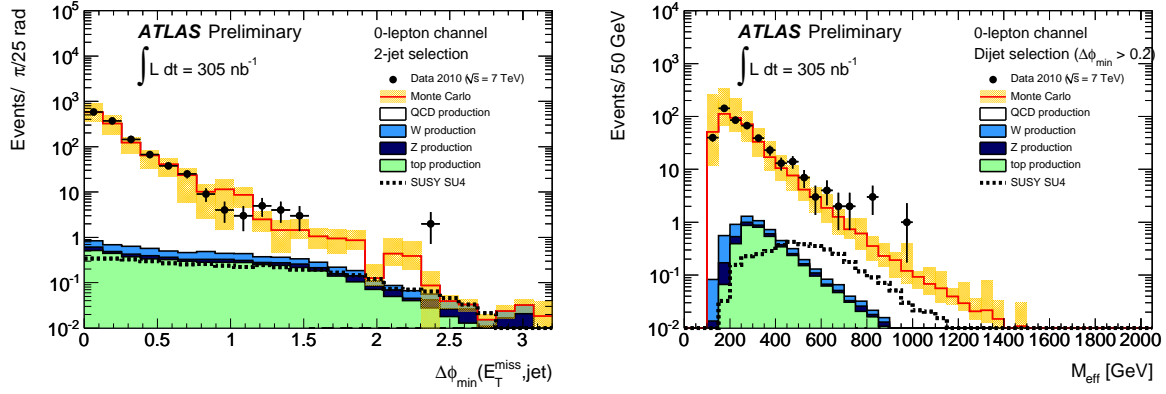 Events/ π/25 rad
10^5
10^4
10^3
10^2
10
1
10^-1
10^-2
ATLAS Preliminary
∫ L dt = 305 nb^-1
0-lepton channel
2-jet selection
Data 2010 (√s = 7 TeV)
Monte Carlo
QCD production
W production
Z production
top production
SUSY SU4
0 0.5 1 1.5 2 2.5 3
Δϕ_min(E_T^miss,jet)
Events/ 50 GeV
10^5
10^4
10^3
10^2
10
1
10^-1
10^-2
ATLAS Preliminary
∫ L dt = 305 nb^-1
0-lepton channel
Dijet selection (Δϕ_min > 0.2)
Data 2010 (√s = 7 TeV)
Monte Carlo
QCD production
W production
Z production
top production
SUSY SU4
0 200 400 600 800 1000 1200 1400 1600 1800 2000
M_eff [GeV]